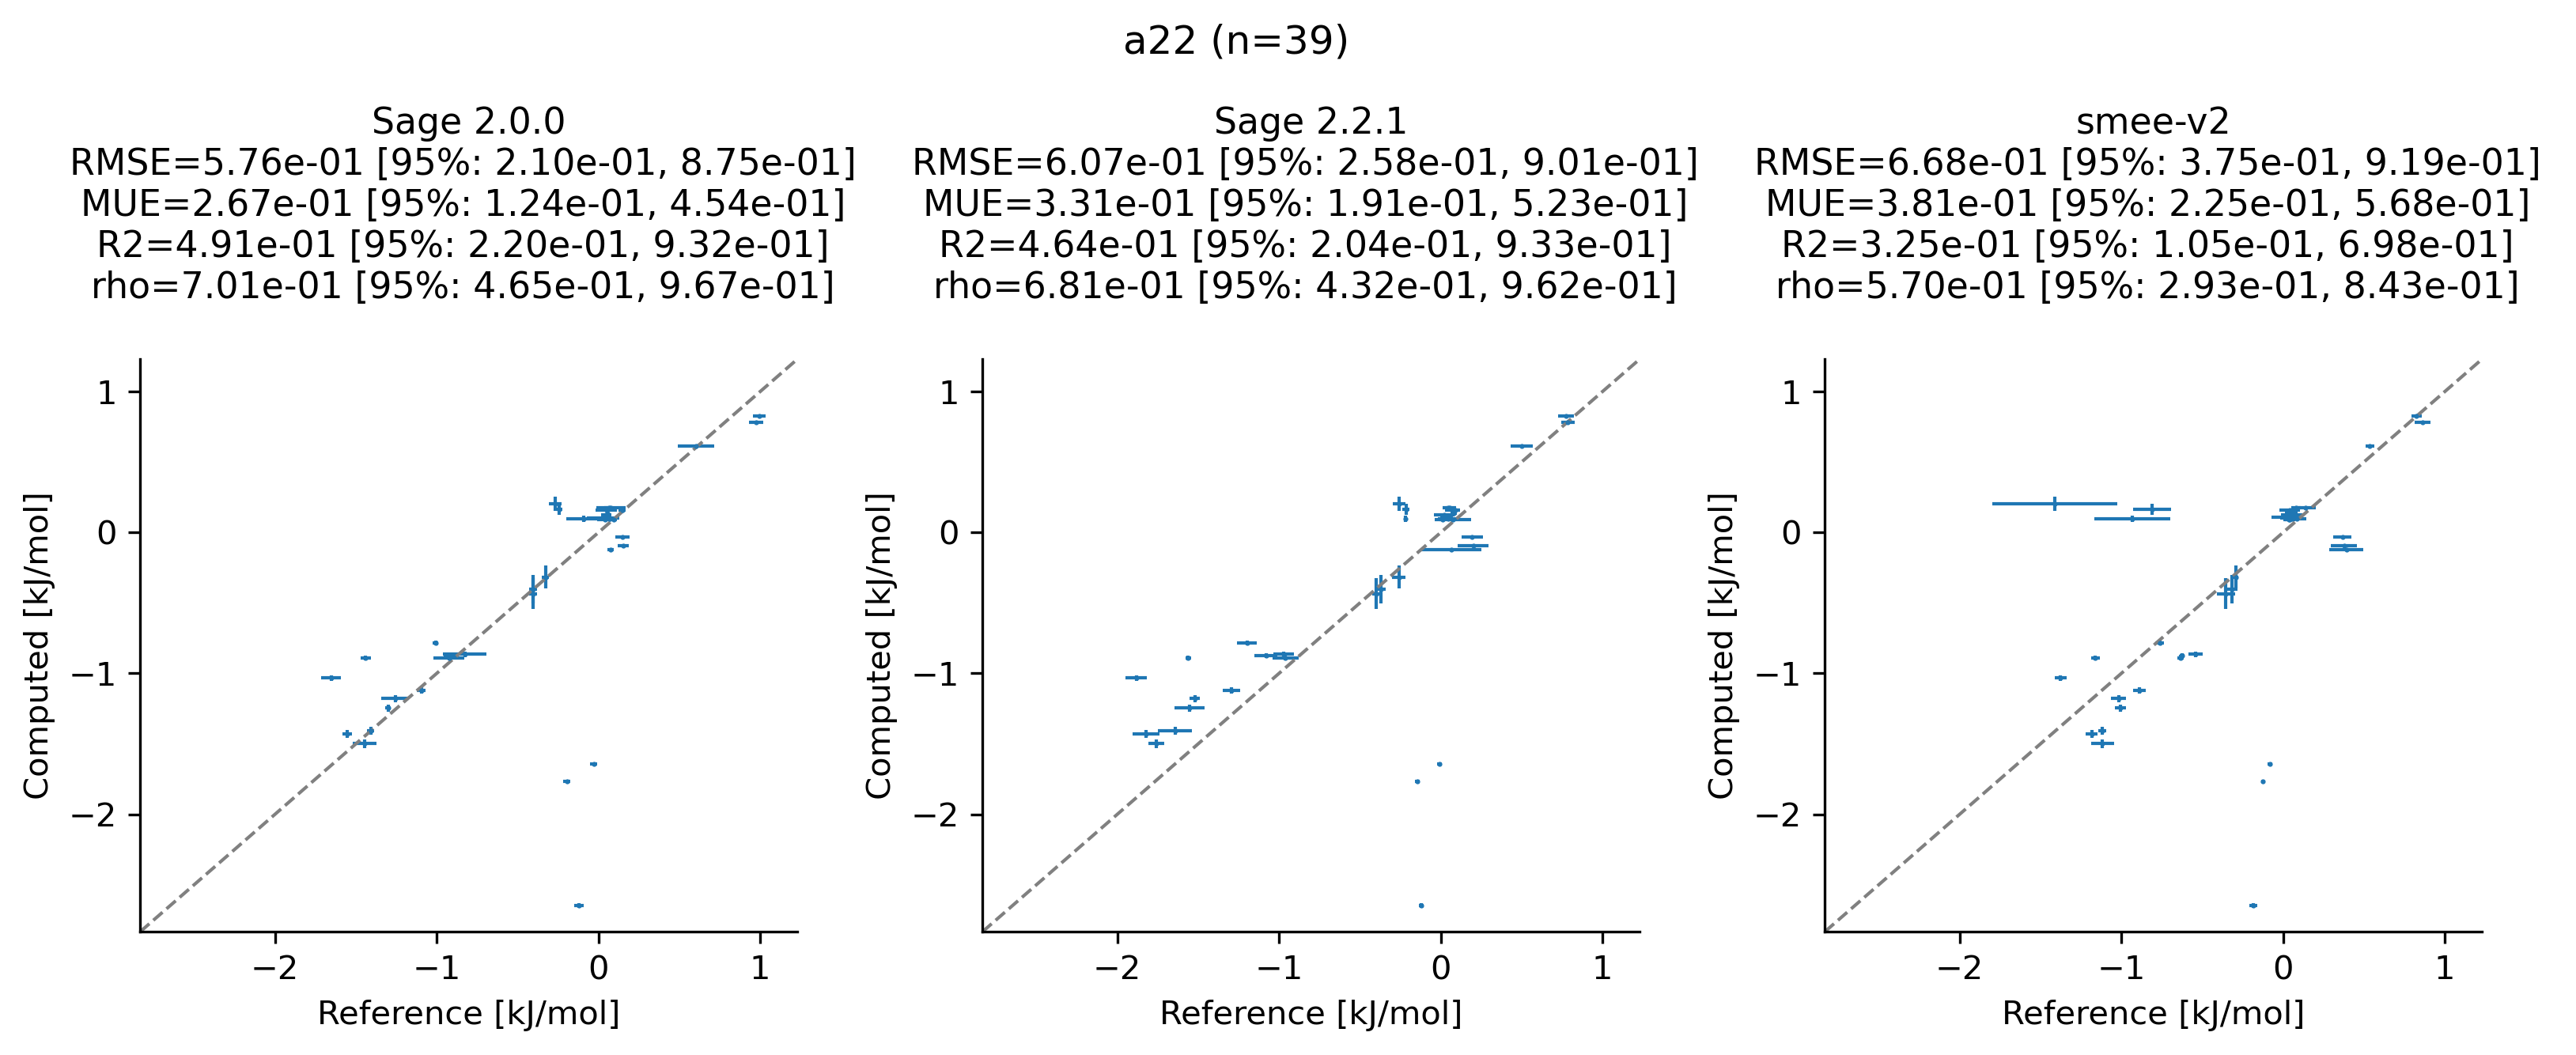 a22 (n=39)
Sage 2.0.0
RMSE=5.76e-01 [95%: 2.10e-01, 8.75e-01]
MUE=2.67e-01 [95%: 1.24e-01, 4.54e-01]
R2=4.91e-01 [95%: 2.20e-01, 9.32e-01]
rho=7.01e-01 [95%: 4.65e-01, 9.67e-01]
1
0
−1
−2
Computed [kJ/mol]
−2
−1
0
1
Reference [kJ/mol]
Sage 2.2.1
RMSE=6.07e-01 [95%: 2.58e-01, 9.01e-01]
MUE=3.31e-01 [95%: 1.91e-01, 5.23e-01]
R2=4.64e-01 [95%: 2.04e-01, 9.33e-01]
rho=6.81e-01 [95%: 4.32e-01, 9.62e-01]
1
0
−1
−2
Computed [kJ/mol]
−2
−1
0
1
Reference [kJ/mol]
smee-v2
RMSE=6.68e-01 [95%: 3.75e-01, 9.19e-01]
MUE=3.81e-01 [95%: 2.25e-01, 5.68e-01]
R2=3.25e-01 [95%: 1.05e-01, 6.98e-01]
rho=5.70e-01 [95%: 2.93e-01, 8.43e-01]
1
0
−1
−2
Computed [kJ/mol]
−2
−1
0
1
Reference [kJ/mol]